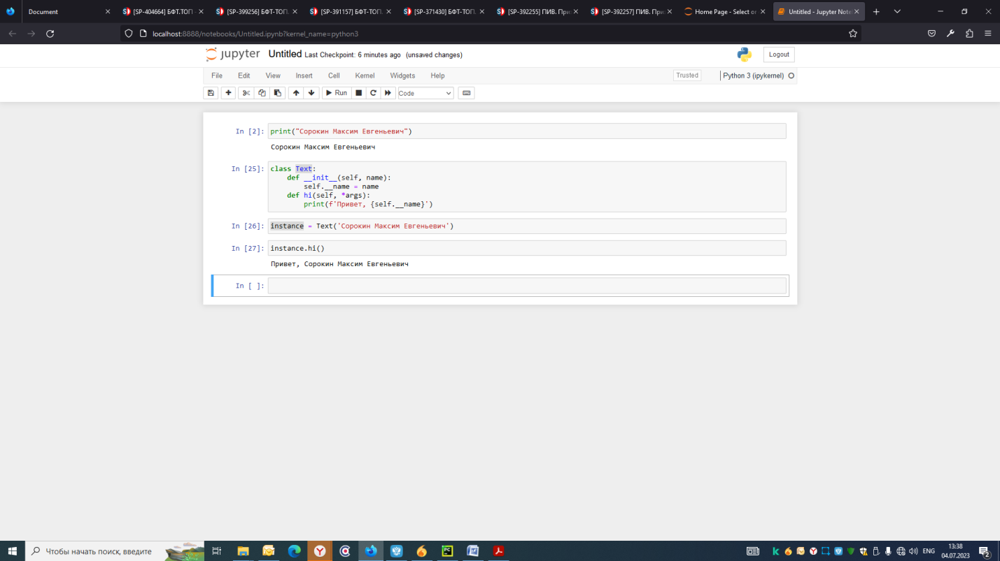 Document
[SP-404664] БФТ.ТОП
[SP-399256] БФТ-ТОП.
[SP-391157] БФТ-ТОП.
[SP-371430] БФТ-ТОП.
[SP-392255] ПИВ. При
[SP-392257] ПИВ. При
Home Page - Select or
Untitled - Jupyter Note
localhost:8888/notebooks/Untitled.ipynb?kernel_name=python3
jupyter Untitled Last Checkpoint: 6 minutes ago (unsaved changes)
Logout
File Edit View Insert Cell Kernel Widgets Help
Trusted
Python 3 (ipykernel)
Run
Code
In [2]: print("Сорокин Максим Евгеньевич")
Сорокин Максим Евгеньевич
In [25]: class Text:
def __init__(self, name):
self.__name = name
def hi(self, *args):
print(f'Привет, {self.__name}')
In [26]: instance = Text('Сорокин Максим Евгеньевич')
In [27]: instance.hi()
Привет, Сорокин Максим Евгеньевич
In [ ]:
Чтобы начать поиск, введите
ENG
13:38
04.07.2023
2